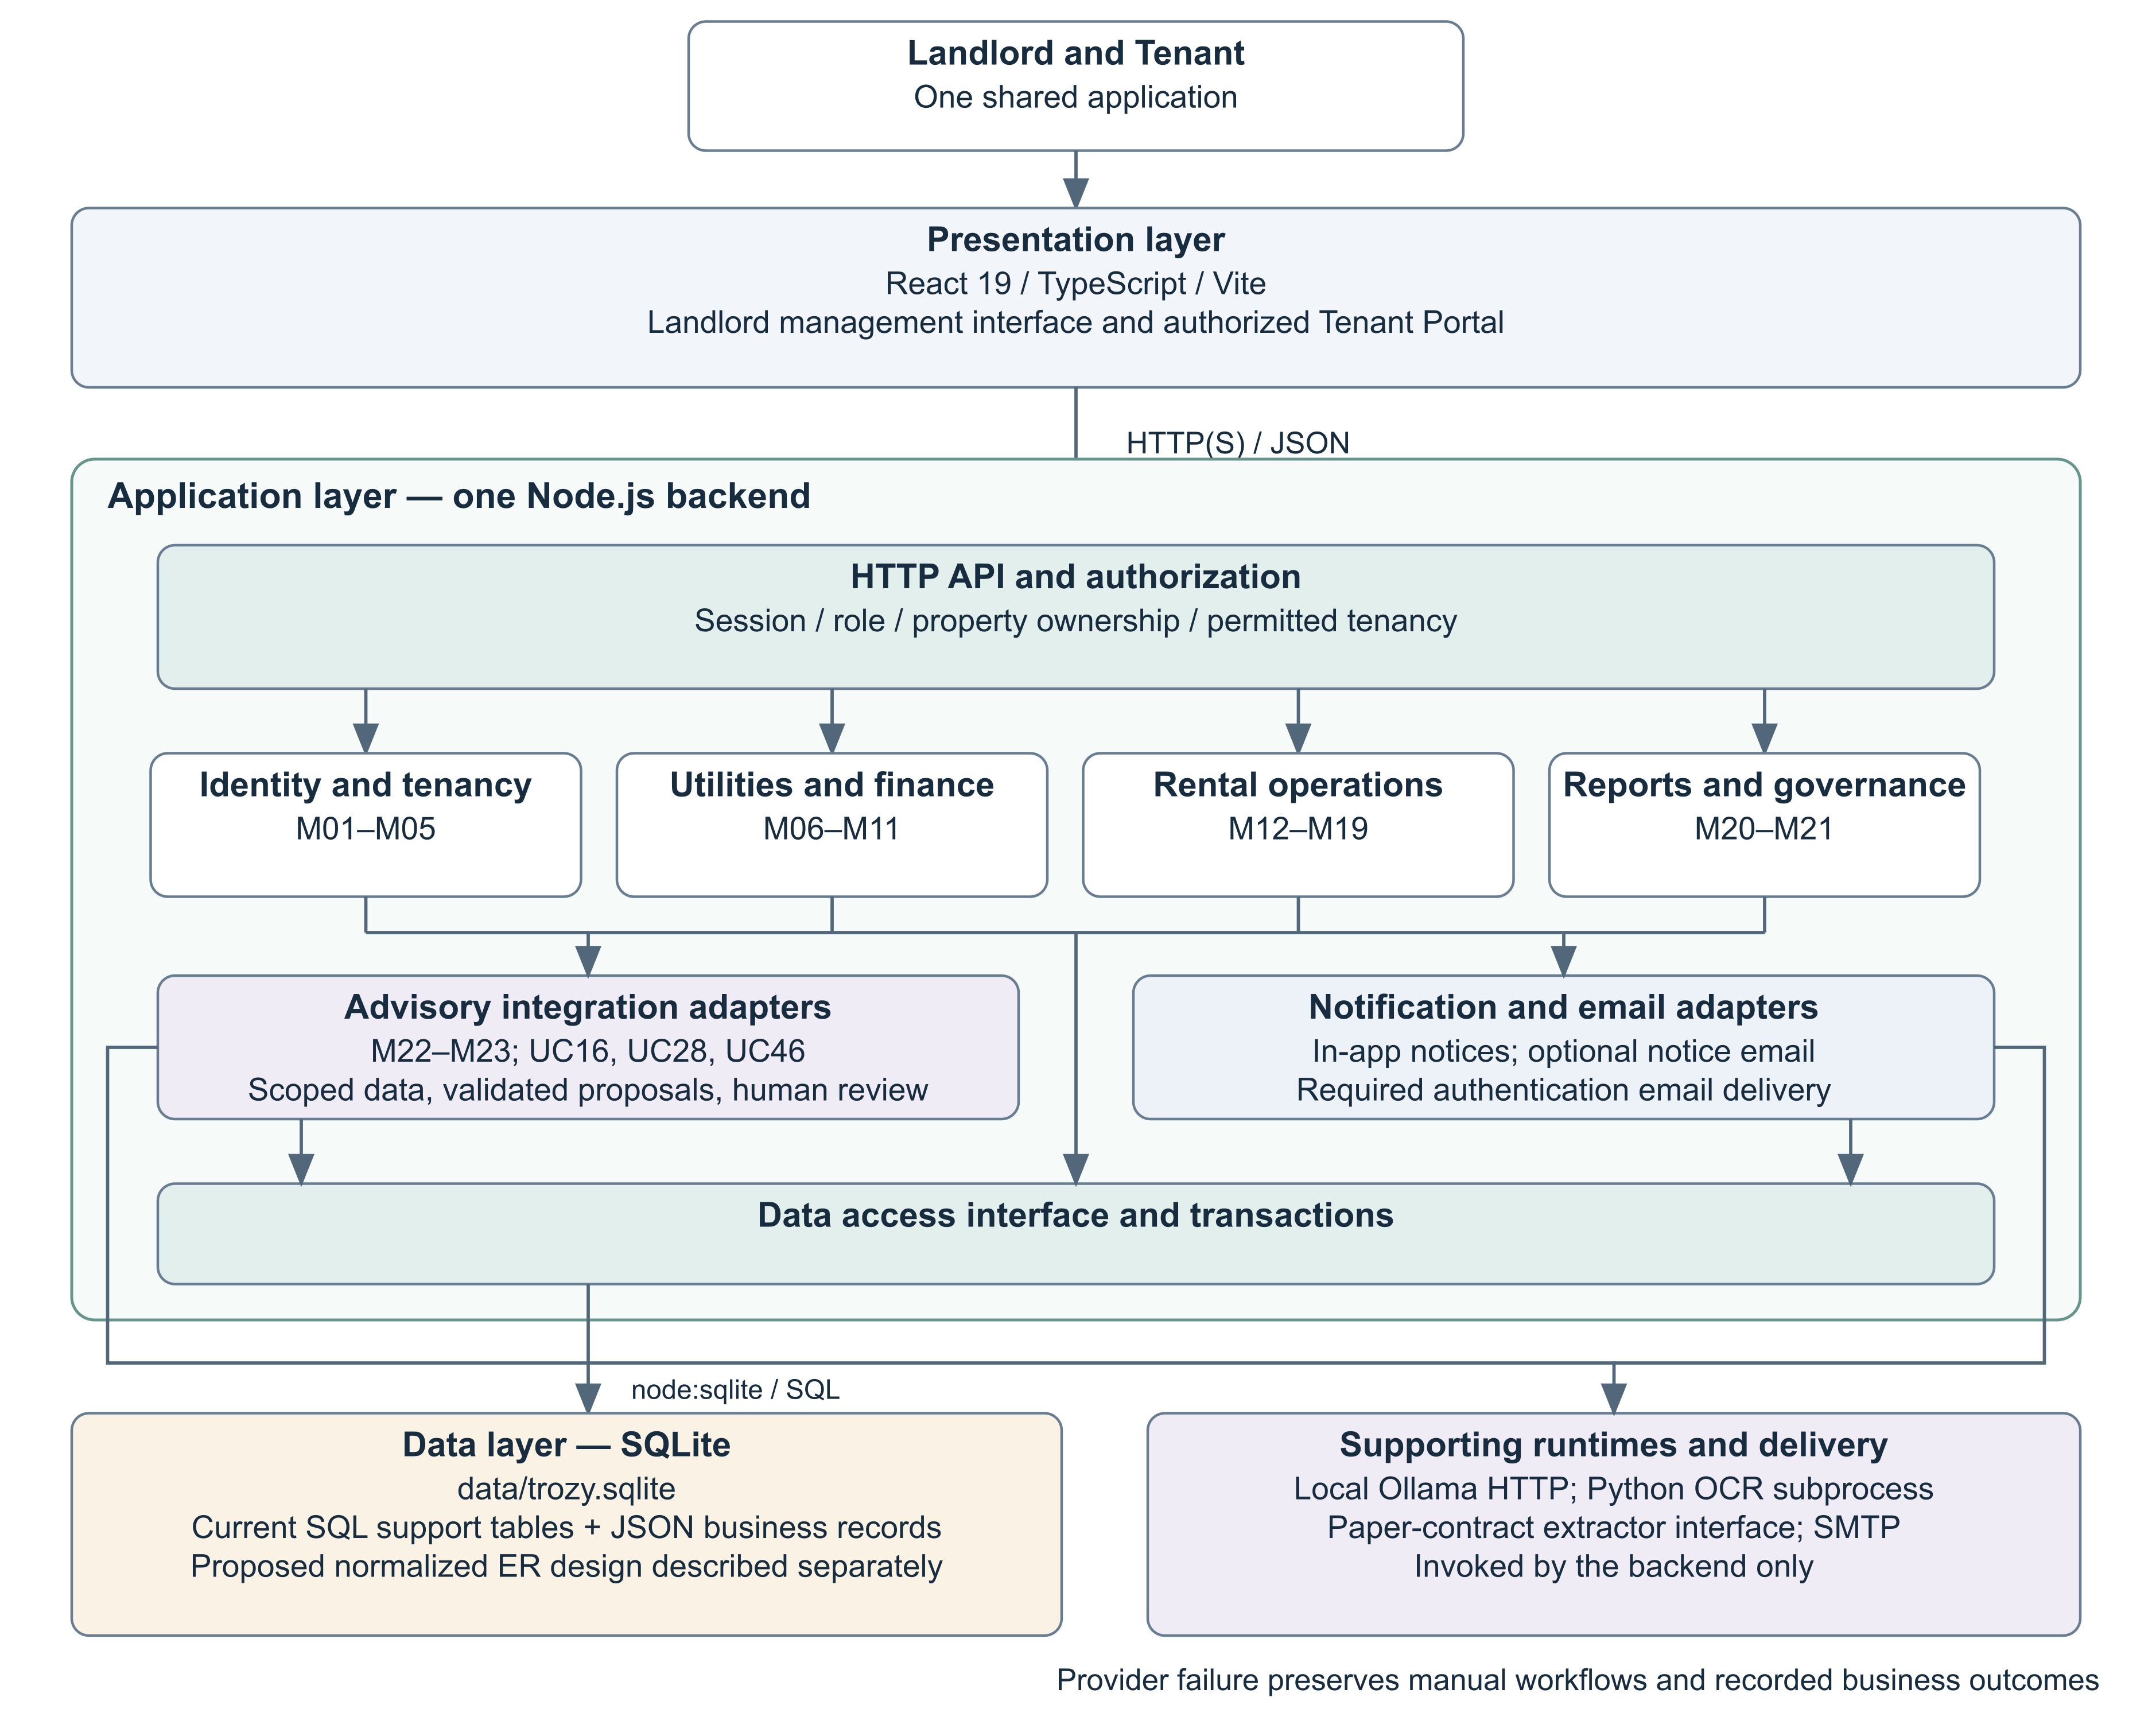 Landlord and Tenant
One shared application
Presentation layer
React 19 / TypeScript / Vite
Landlord management interface and authorized Tenant Portal
HTTP(S) / JSON
Application layer — one Node.js backend
HTTP API and authorization
Session / role / property ownership / permitted tenancy
Identity and tenancy
M01–M05
Utilities and finance
M06–M11
Rental operations
M12–M19
Reports and governance
M20–M21
Advisory integration adapters
M22–M23; UC16, UC28, UC46
Scoped data, validated proposals, human review
Notification and email adapters
In-app notices; optional notice email
Required authentication email delivery
Data access interface and transactions
node:sqlite / SQL
Data layer — SQLite
data/trozy.sqlite
Current SQL support tables + JSON business records
Proposed normalized ER design described separately
Supporting runtimes and delivery
Local Ollama HTTP; Python OCR subprocess
Paper-contract extractor interface; SMTP
Invoked by the backend only
Provider failure preserves manual workflows and recorded business outcomes